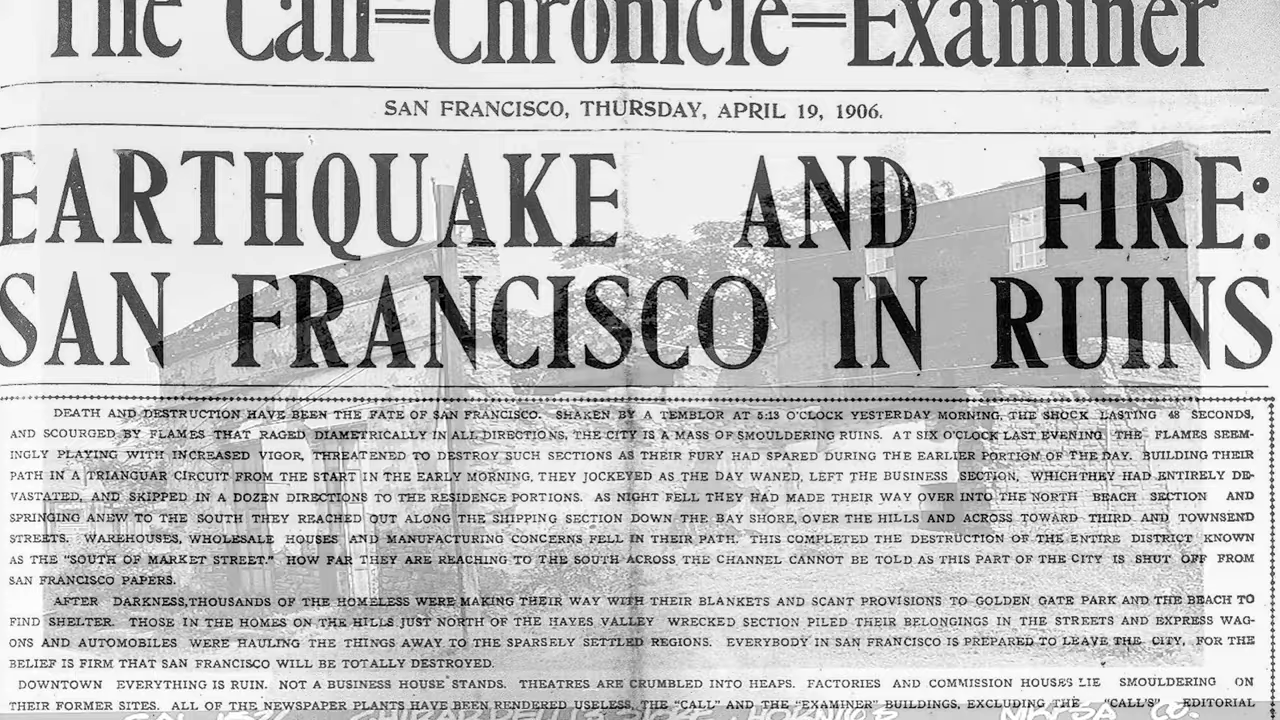 The Call=Chronicle=Examiner
SAN FRANCISCO, THURSDAY, APRIL 19, 1906.
EARTHQUAKE AND FIRE:
SAN FRANCISCO IN RUINS
DEATH AND DESTRUCTION HAVE BEEN THE FATE OF SAN FRANCISCO. SHAKEN BY A TEMBLOR AT 5:13 O'CLOCK YESTERDAY MORNING, THE SHOCK LASTING 48 SECONDS,
AND SCOURGED BY FLAMES THAT RAGED DIAMETRICALLY IN ALL DIRECTIONS, THE CITY IS A MASS OF SMOULDERING RUINS. AT SIX O'CLOCK LAST EVENING THE FLAMES SEEM-
INGLY PLAYING WITH INCREASED VIGOR, THREATENED TO DESTROY SUCH SECTIONS AS THEIR FURY HAD SPARED DURING THE EARLIER PORTION OF THE DAY. BUILDING THEIR
PATH IN A TRIANGUAR CIRCUIT FROM THE START IN THE EARLY MORNING, THEY JOCKEYED AS THE DAY WANED, LEFT THE BUSINESS SECTION, WHICH THEY HAD ENTIRELY DE-
VASTATED, AND SKIPPED IN A DOZEN DIRECTIONS TO THE RESIDENCE PORTIONS. AS NIGHT FELL THEY HAD MADE THEIR WAY OVER INTO THE NORTH BEACH SECTION AND
SPRINGING ANEW TO THE SOUTH THEY REACHED OUT ALONG THE SHIPPING SECTION DOWN THE BAY SHORE, OVER THE HILLS AND ACROSS TOWARD THIRD AND TOWNSEND
STREETS. WAREHOUSES, WHOLESALE HOUSES AND MANUFACTURING CONCERNS FELL IN THEIR PATH. THIS COMPLETED THE DESTRUCTION OF THE ENTIRE DISTRICT KNOWN
AS THE "SOUTH OF MARKET STREET." HOW FAR THEY ARE REACHING TO THE SOUTH ACROSS THE CHANNEL CANNOT BE TOLD AS THIS PART OF THE CITY IS SHUT OFF FROM
SAN FRANCISCO PAPERS.
AFTER DARKNESS, THOUSANDS OF THE HOMELESS WERE MAKING THEIR WAY WITH THEIR BLANKETS AND SCANT PROVISIONS TO GOLDEN GATE PARK AND THE BEACH TO
FIND SHELTER. THOSE IN THE HOMES ON THE HILLS JUST NORTH OF THE HAYES VALLEY WRECKED SECTION PILED THEIR BELONGINGS IN THE STREETS AND EXPRESS WAG-
ONS AND AUTOMOBILES WERE HAULING THE THINGS AWAY TO THE SPARSELY SETTLED REGIONS. EVERYBODY IN SAN FRANCISCO IS PREPARED TO LEAVE THE CITY, FOR THE
BELIEF IS FIRM THAT SAN FRANCISCO WILL BE TOTALLY DESTROYED.
DOWNTOWN EVERYTHING IS RUIN. NOT A BUSINESS HOUSE STANDS. THEATRES ARE CRUMBLED INTO HEAPS. FACTORIES AND COMMISSION HOUSES LIE SMOULDERING ON
THEIR FORMER SITES. ALL OF THE NEWSPAPER PLANTS HAVE BEEN RENDERED USELESS, THE "CALL" AND THE "EXAMINER" BUILDINGS, EXCLUDING THE "CALL'S" EDITORIAL